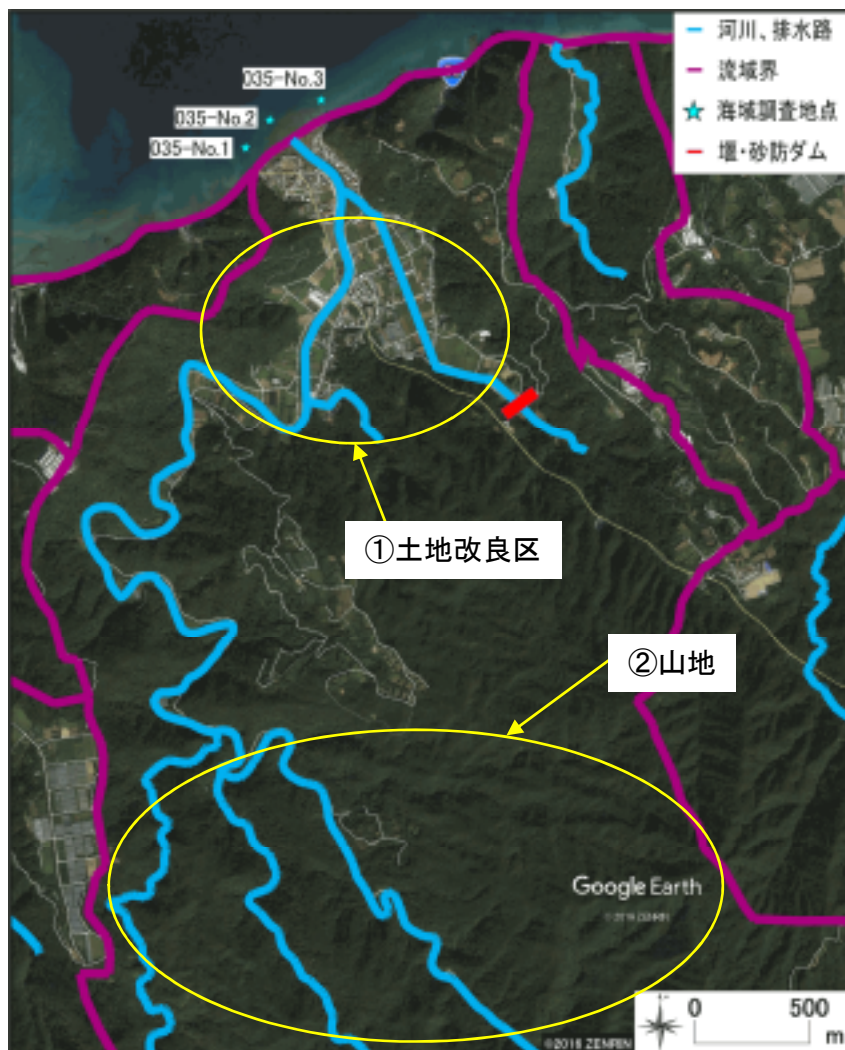 河川、排水路
流域界
海域調査地点
堰・砂防ダム
035-No.3
035-No.2
035-No.1
①土地改良区
②山地
Google Earth
©2016 ZENRIN
0 500
m
©2016 ZENRIN